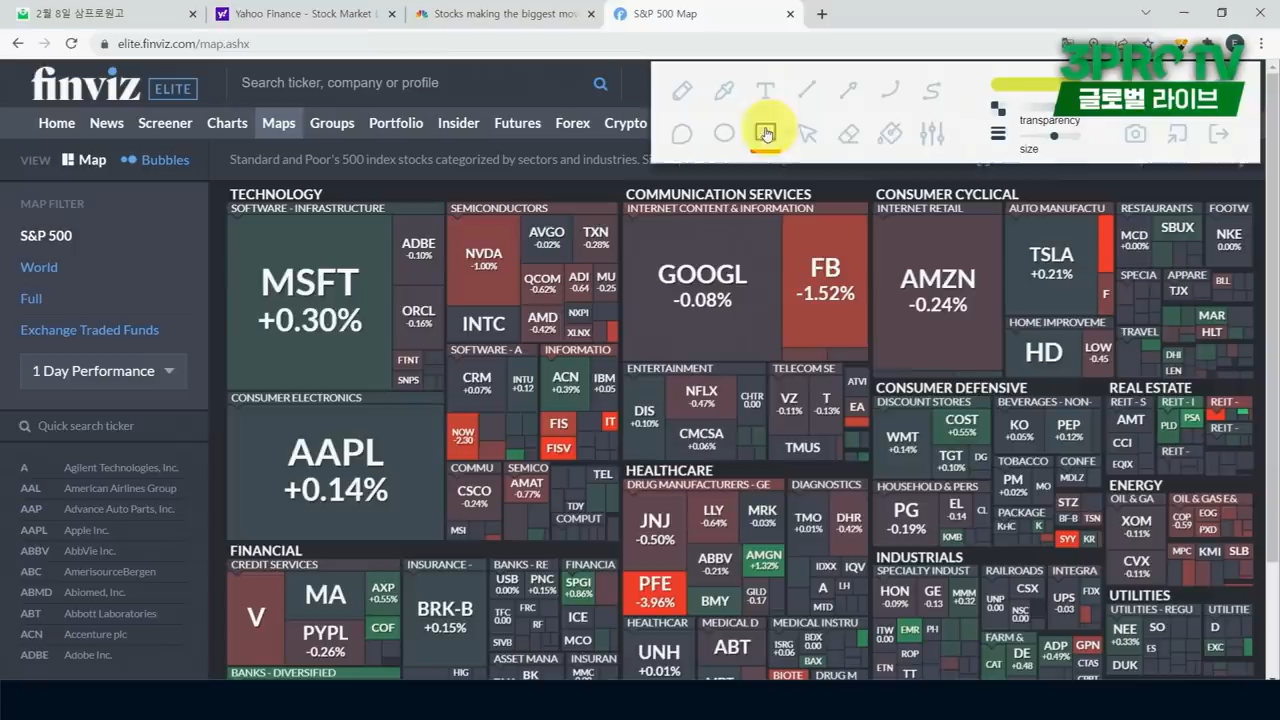 2월 8일 삼프로원고
Yahoo Finance - Stock Market L
Stocks making the biggest mov
S&P 500 Map
elite.finviz.com/map.ashx
3PRO TV
글로벌 라이브
finviz ELITE
Search ticker, company or profile
transparency
size
Home News Screener Charts Maps Groups Portfolio Insider Futures Forex Crypto
VIEW Map Bubbles
Standard and Poor's 500 index stocks categorized by sectors and industries.
MAP FILTER
S&P 500
World
Full
Exchange Traded Funds
1 Day Performance
Quick search ticker
A Agilent Technologies, Inc.
AAL American Airlines Group
AAP Advance Auto Parts, Inc.
AAPL Apple Inc.
ABBV AbbVie Inc.
ABC AmerisourceBergen
ABMD Abiomed, Inc.
ABT Abbott Laboratories
ACN Accenture plc
ADBE Adobe Inc.
TECHNOLOGY
SOFTWARE - INFRASTRUCTURE
MSFT
+0.30%
ADBE
-0.10%
ORCL
-0.16%
FTNT
SNPS
CONSUMER ELECTRONICS
AAPL
+0.14%
SEMICONDUCTORS
NVDA
-1.00%
AVGO
-0.02%
TXN
-0.28%
QCOM
-0.62%
ADI
-0.64
MU
-0.25
INTC
AMD
-0.42%
NXPI
XLNX
SOFTWARE - A
CRM
+0.07%
INTU
+0.12
NOW
-2.30
INFORMATIO
ACN
+0.39%
IBM
+0.05
FIS
IT
FISV
COMMU
CSCO
-0.24%
MSI
SEMICO
AMAT
-0.77%
TEL
TDY
COMPUT
COMMUNICATION SERVICES
INTERNET CONTENT & INFORMATION
GOOGL
-0.08%
FB
-1.52%
ENTERTAINMENT
DIS
+0.10%
NFLX
-0.47%
CHTR
0.00
CMCSA
+0.06%
TELECOM SE
VZ
-0.11%
T
-0.13%
TMUS
ATVI
EA
CONSUMER CYCLICAL
INTERNET RETAIL
AMZN
-0.24%
AUTO MANUFACTU
TSLA
+0.21%
F
HOME IMPROVEME
HD
LOW
-0.45
RESTAURANTS
MCD
+0.00%
SBUX
FOOTW
NKE
0.00%
SPECIA
APPARE
TJX
BLL
MAR
HLT
TRAVEL
DHI
LEN
CONSUMER DEFENSIVE
DISCOUNT STORES
WMT
+0.14%
COST
+0.55%
TGT
+0.10%
DG
BEVERAGES - NON-
KO
+0.05%
PEP
+0.12%
TOBACCO
PM
+0.02%
MO
CONFE
MDLZ
HOUSEHOLD & PERS
PG
-0.19%
EL
-0.14
CL
KMB
PACKAGE
KHC
K
STZ
BF-B
TSN
SYY
KR
REAL ESTATE
REIT - S
AMT
CCI
EQIX
REIT - I
PLD
PSA
REIT -
REIT -
REIT -
ENERGY
OIL & GA
XOM
-0.11%
CVX
-0.11%
OIL & GAS E&
COP
-0.59
EOG
PXD
MPC
KMI
SLB
FINANCIAL
CREDIT SERVICES
V
MA
AXP
+0.55%
PYPL
-0.26%
COF
BANKS - DIVERSIFIED
INSURANCE -
BRK-B
+0.15%
HIG
BANKS - RE
USB
0.00%
PNC
+0.15%
TFC
0.00
FRC
RF
SIVB
ASSET MANA
BK
FINANCIA
SPGI
+0.86%
ICE
MCO
INSURAN
MMC
HEALTHCARE
DRUG MANUFACTURERS - GE
JNJ
-0.50%
LLY
-0.64%
MRK
-0.03%
ABBV
-0.21%
AMGN
+1.32%
PFE
-3.96%
BMY
GILD
-0.17
DIAGNOSTICS
TMO
+0.01%
DHR
-0.42%
IDXX
IQV
A
LH
MTD
HEALTHCAR
UNH
+0.01%
MEDICAL D
ABT
MEDICAL INSTRU
ISRG
+0.06
BDX
0.00%
BAX
BIOTE
DRUG M
INDUSTRIALS
SPECIALTY INDUST
HON
-0.09%
GE
-0.13
MMM
+0.32
ITW
0.00
EMR
PH
ROP
ETN
TT
RAILROADS
UNP
0.00
CSX
NSC
0.00
INTEGRA
UPS
-0.03
FDX
FARM &
CAT
DE
+0.48
ADP
+0.49%
GPN
CTAS
UTILITIES
UTILITIES - REGU
NEE
+0.33%
SO
ES
DUK
UTILITIE
D
EXC